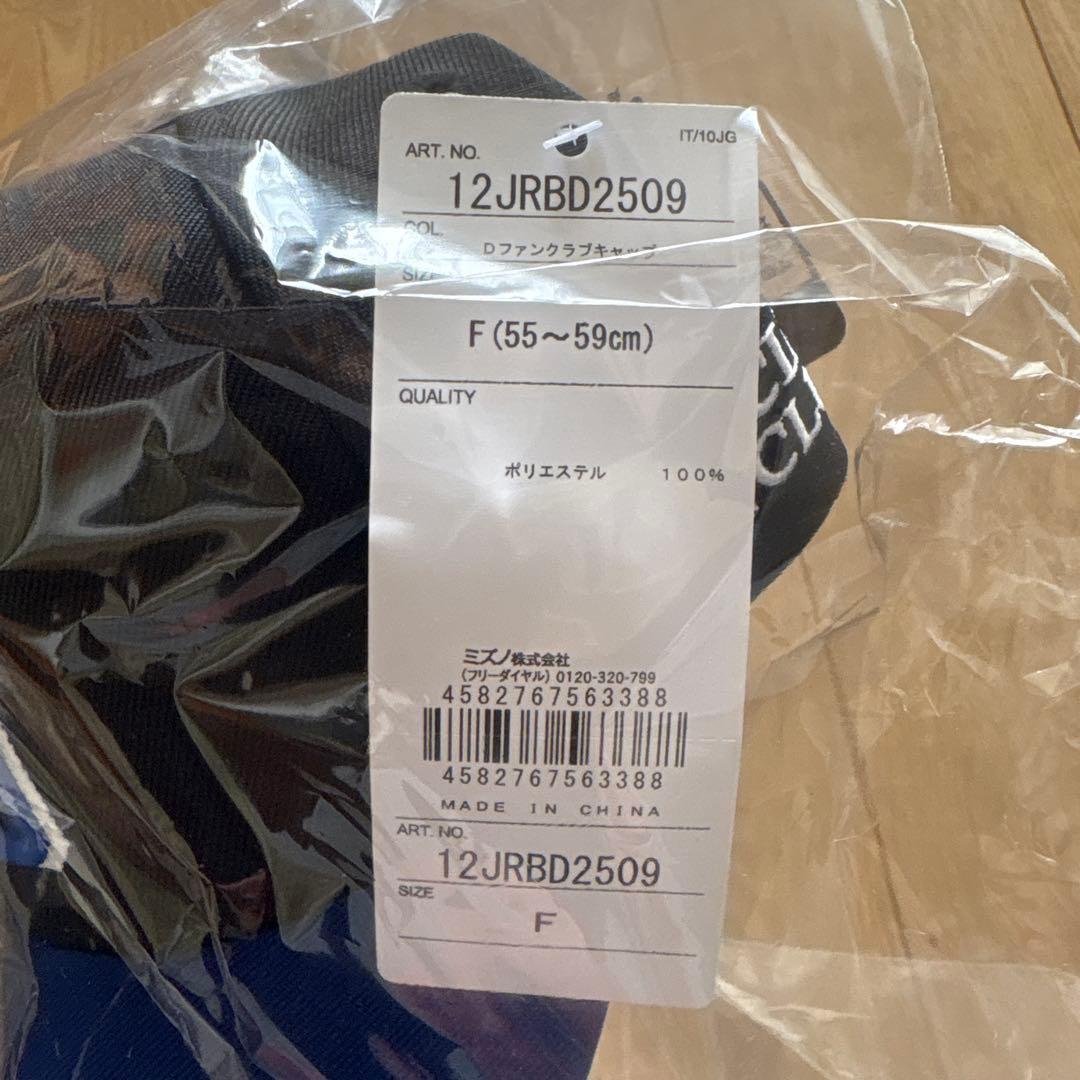 IT/10JG
ART. NO.
12JRBD2509
COL.
Dファンクラブキャップ
SIZE
F(55～59cm)
QUALITY
ポリエステル 100%
ミズノ株式会社
(フリーダイヤル) 0120-320-799
4582767563388
4582767563388
MADE IN CHINA
ART. NO.
12JRBD2509
SIZE
F